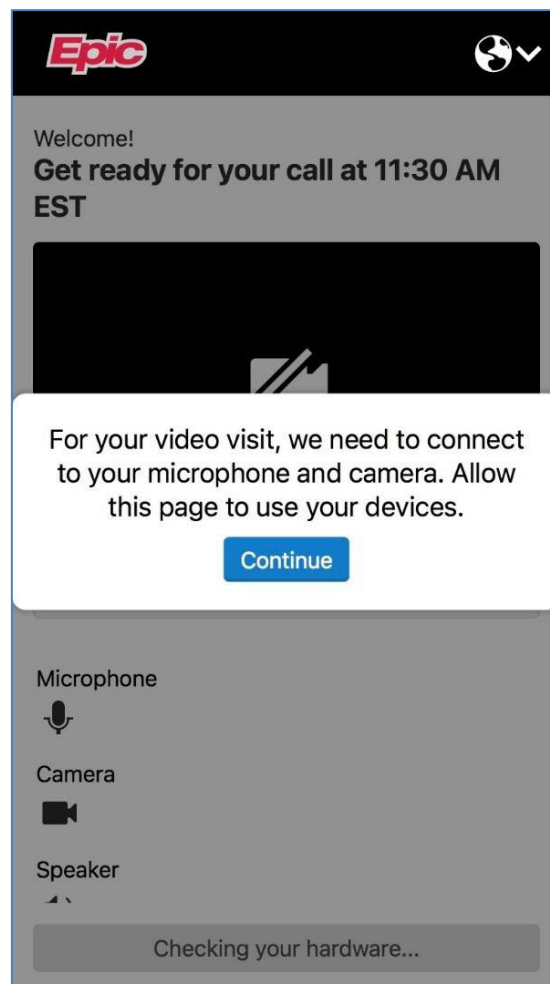 Epic
Welcome!
Get ready for your call at 11:30 AM
EST
For your video visit, we need to connect
to your microphone and camera. Allow
this page to use your devices.
Continue
Microphone
Camera
Speaker
Checking your hardware...